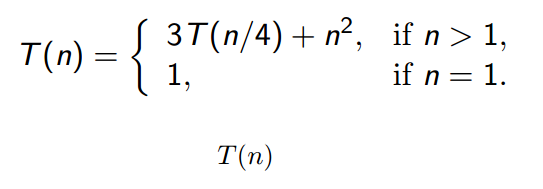 T(n) = { 3T(n/4) + n², if n > 1,
1, if n = 1.
T(n)